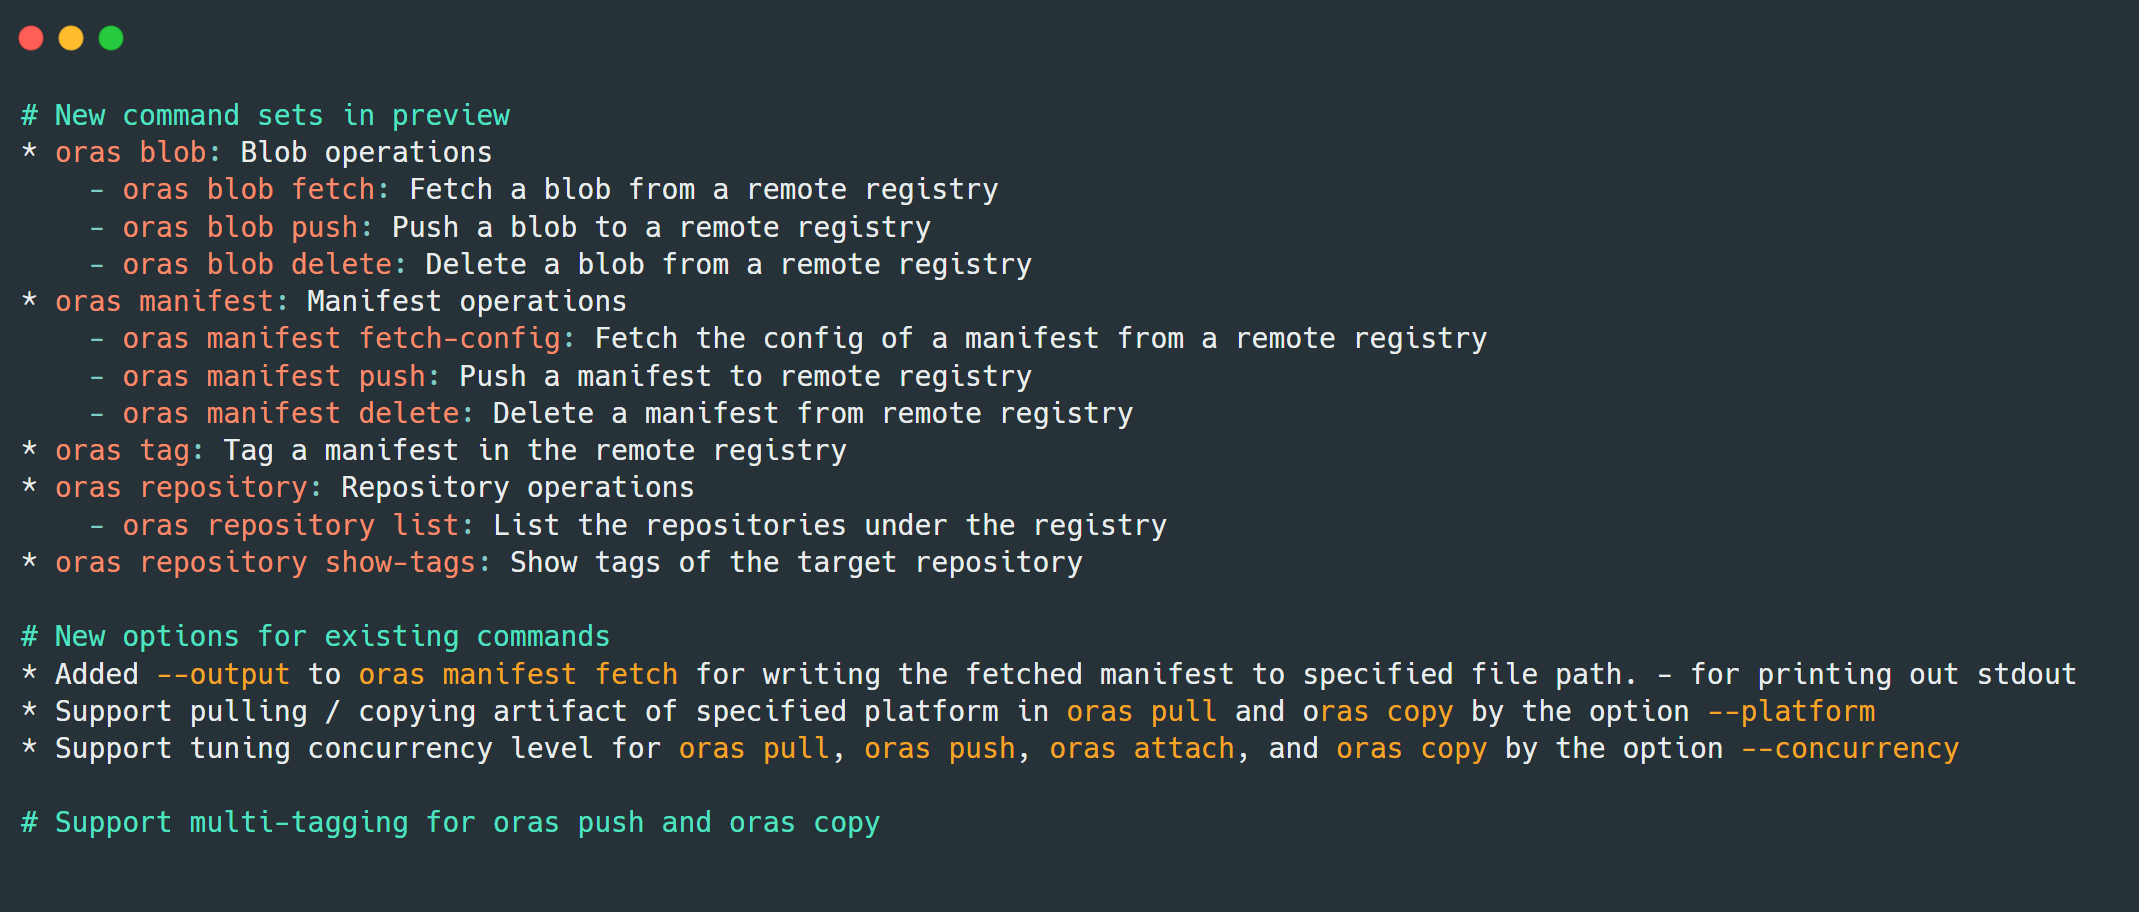 # New command sets in preview
* oras blob: Blob operations
    - oras blob fetch: Fetch a blob from a remote registry
    - oras blob push: Push a blob to a remote registry
    - oras blob delete: Delete a blob from a remote registry
* oras manifest: Manifest operations
    - oras manifest fetch-config: Fetch the config of a manifest from a remote registry
    - oras manifest push: Push a manifest to remote registry
    - oras manifest delete: Delete a manifest from remote registry
* oras tag: Tag a manifest in the remote registry
* oras repository: Repository operations
    - oras repository list: List the repositories under the registry
* oras repository show-tags: Show tags of the target repository

# New options for existing commands
* Added --output to oras manifest fetch for writing the fetched manifest to specified file path. - for printing out stdout
* Support pulling / copying artifact of specified platform in oras pull and oras copy by the option --platform
* Support tuning concurrency level for oras pull, oras push, oras attach, and oras copy by the option --concurrency

# Support multi-tagging for oras push and oras copy